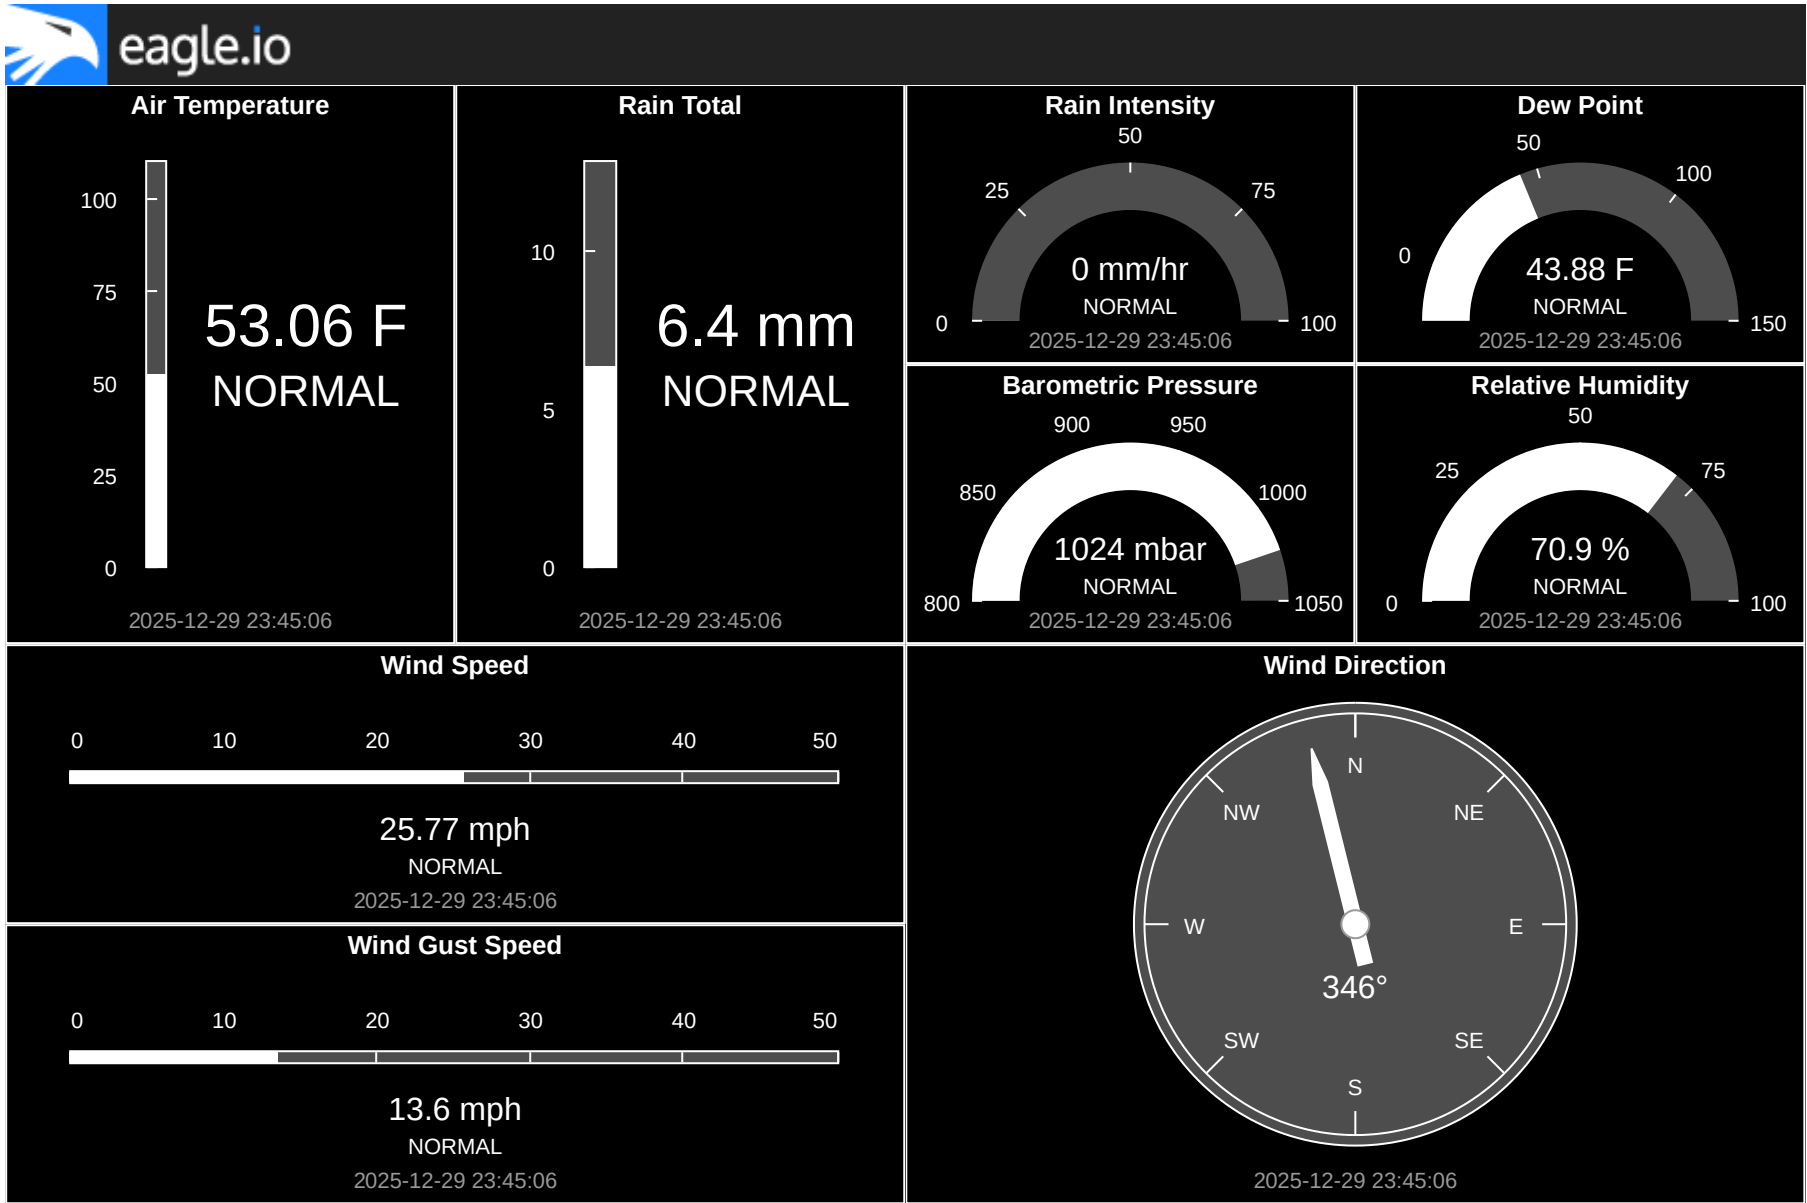 eagle.io
Air Temperature
100
75
50
25
0
53.06 F
NORMAL
2025-12-29 23:45:06
Rain Total
10
5
0
6.4 mm
NORMAL
2025-12-29 23:45:06
Rain Intensity
50
25
75
0
100
0 mm/hr
NORMAL
2025-12-29 23:45:06
Dew Point
50
100
0
150
43.88 F
NORMAL
2025-12-29 23:45:06
Barometric Pressure
900
950
850
1000
800
1050
1024 mbar
NORMAL
2025-12-29 23:45:06
Relative Humidity
50
25
75
0
100
70.9 %
NORMAL
2025-12-29 23:45:06
Wind Speed
0 10 20 30 40 50
25.77 mph
NORMAL
2025-12-29 23:45:06
Wind Gust Speed
0 10 20 30 40 50
13.6 mph
NORMAL
2025-12-29 23:45:06
Wind Direction
N
NW
NE
W
E
346°
SW
SE
S
2025-12-29 23:45:06